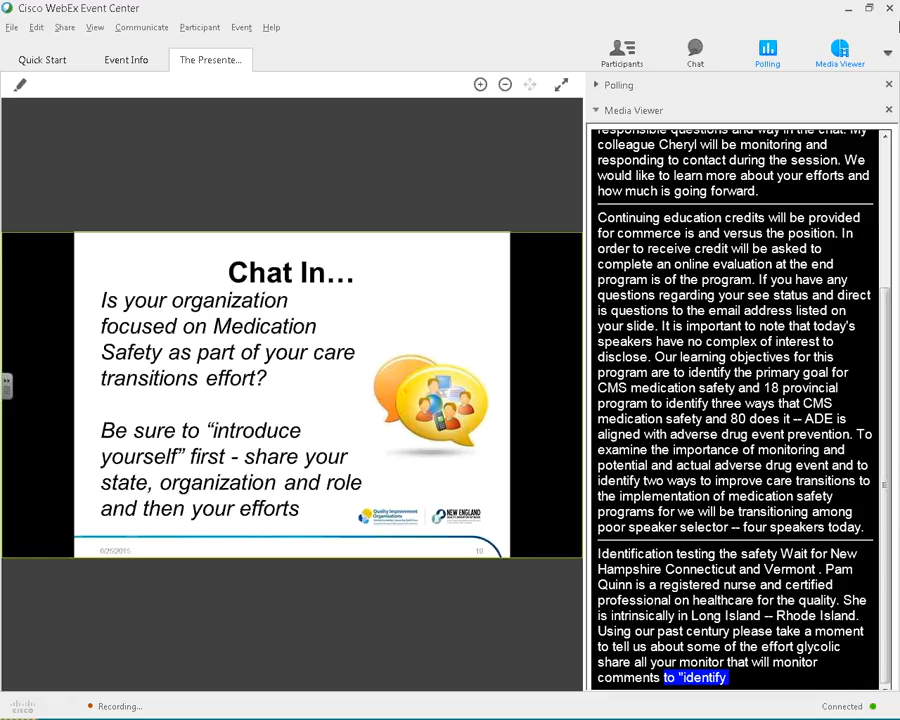 Cisco WebEx Event Center
File Edit Share View Communicate Participant Event Help
Quick Start Event Info The Presente...
Participants Chat Polling Media Viewer
Polling
Media Viewer
Chat In…
Is your organization
focused on Medication
Safety as part of your care
transitions effort?
Be sure to “introduce
yourself” first - share your
state, organization and role
and then your efforts
Quality Improvement
Organizations
NEW ENGLAND
6/25/2015
10
responsible questions and way in the chat. My
colleague Cheryl will be monitoring and
responding to contact during the session. We
would like to learn more about your efforts and
how much is going forward.
Continuing education credits will be provided
for commerce is and versus the position. In
order to receive credit will be asked to
complete an online evaluation at the end
program is of the program. If you have any
questions regarding your see status and direct
is questions to the email address listed on
your slide. It is important to note that today's
speakers have no complex of interest to
disclose. Our learning objectives for this
program are to identify the primary goal for
CMS medication safety and 18 provincial
program to identify three ways that CMS
medication safety and 80 does it -- ADE is
aligned with adverse drug event prevention. To
examine the importance of monitoring and
potential and actual adverse drug event and to
identify two ways to improve care transitions to
the implementation of medication safety
programs for we will be transitioning among
poor speaker selector -- four speakers today.
Identification testing the safety Wait for New
Hampshire Connecticut and Vermont . Pam
Quinn is a registered nurse and certified
professional on healthcare for the quality. She
is intrinsically in Long Island -- Rhode Island.
Using our past century please take a moment
to tell us about some of the effort glycolic
share all your monitor that will monitor
comments to "identify
cisco
Recording...
Connected